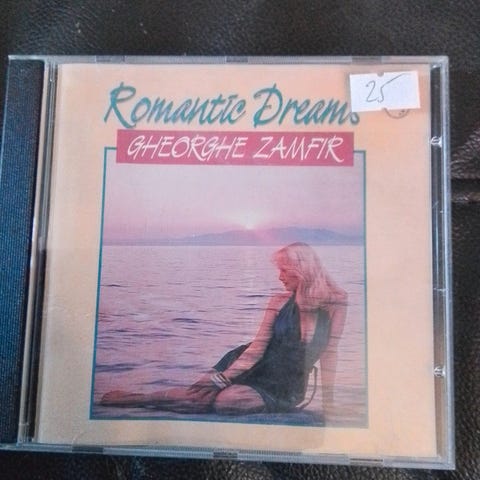 Romantic Dreams
25
GHEORGHE ZAMFIR